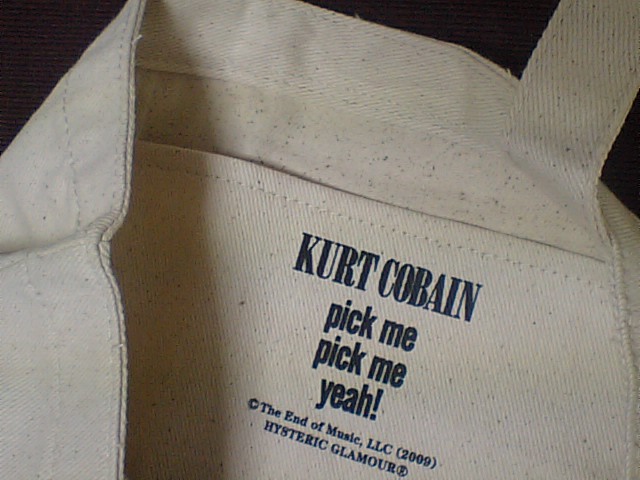 KURT COBAIN
pick me
pick me
yeah!
©The End of Music, LLC (2009)
HYSTERIC GLAMOUR®